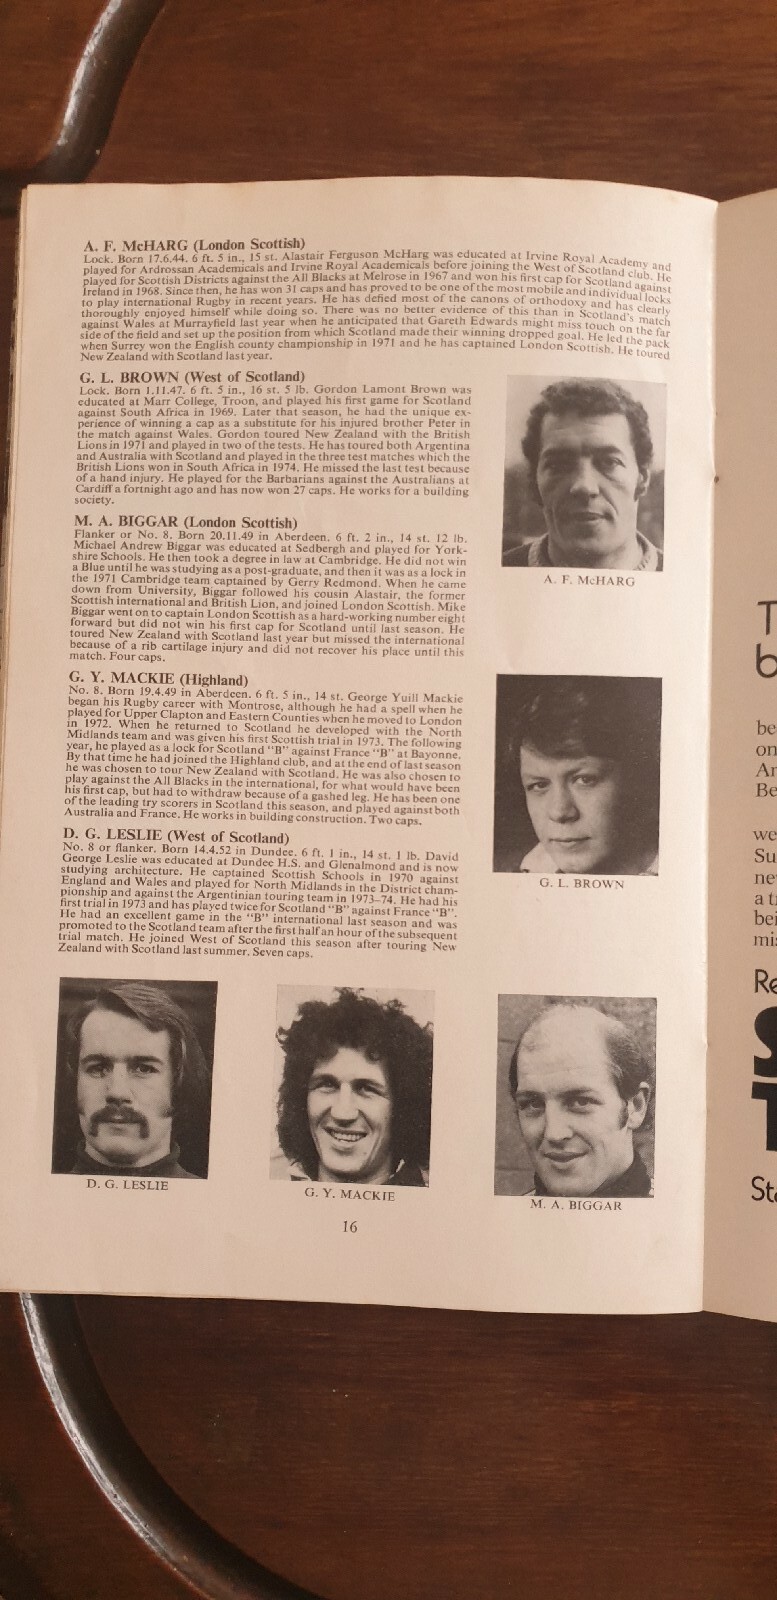 A. F. McHARG (London Scottish)
Lock. Born 17.6.44. 6 ft. 5 in., 15 st. Alastair Ferguson McHarg was educated at Irvine Royal Academy and
played for Ardrossan Academicals and Irvine Royal Academicals before joining the West of Scotland club. He
played for Scottish Districts against the All Blacks at Melrose in 1967 and won his first cap for Scotland against
Ireland in 1968. Since then, he has won 31 caps and has proved to be one of the most mobile and individual locks
to play international Rugby in recent years. He has defied most of the canons of orthodoxy and has clearly
thoroughly enjoyed himself while doing so. There was no better evidence of this than in Scotland's match
against Wales at Murrayfield last year when he anticipated that Gareth Edwards might miss touch on the far
side of the field and set up the position from which Scotland made their winning dropped goal. He led the pack
when Surrey won the English county championship in 1971 and he has captained London Scottish. He toured
New Zealand with Scotland last year.
G. L. BROWN (West of Scotland)
Lock. Born 1.11.47. 6 ft. 5 in., 16 st. 5 lb. Gordon Lamont Brown was
educated at Marr College, Troon, and played his first game for Scotland
against South Africa in 1969. Later that season, he had the unique ex-
perience of winning a cap as a substitute for his injured brother Peter in
the match against Wales. Gordon toured New Zealand with the British
Lions in 1971 and played in two of the tests. He has toured both Argentina
and Australia with Scotland and played in the three test matches which the
British Lions won in South Africa in 1974. He missed the last test because
of a hand injury. He played for the Barbarians against the Australians at
Cardiff a fortnight ago and has now won 27 caps. He works for a building
society.
M. A. BIGGAR (London Scottish)
Flanker or No. 8. Born 20.11.49 in Aberdeen. 6 ft. 2 in., 14 st. 12 lb.
Michael Andrew Biggar was educated at Sedbergh and played for York-
shire Schools. He then took a degree in law at Cambridge. He did not win
a Blue until he was studying as a post-graduate, and then it was as a lock in
the 1971 Cambridge team captained by Gerry Redmond. When he came
down from University, Biggar followed his cousin Alastair, the former
Scottish international and British Lion, and joined London Scottish. Mike
Biggar went on to captain London Scottish as a hard-working number eight
forward but did not win his first cap for Scotland until last season. He
toured New Zealand with Scotland last year but missed the international
because of a rib cartilage injury and did not recover his place until this
match. Four caps.
G. Y. MACKIE (Highland)
No. 8. Born 19.4.49 in Aberdeen. 6 ft. 5 in., 14 st. George Yuill Mackie
began his Rugby career with Montrose, although he had a spell when he
played for Upper Clapton and Eastern Counties when he moved to London
in 1972. When he returned to Scotland he developed with the North
Midlands team and was given his first Scottish trial in 1973. The following
year, he played as a lock for Scotland "B" against France "B" at Bayonne.
By that time he had joined the Highland club, and at the end of last season
he was chosen to tour New Zealand with Scotland. He was also chosen to
play against the All Blacks in the international, for what would have been
his first cap, but had to withdraw because of a gashed leg. He has been one
of the leading try scorers in Scotland this season, and played against both
Australia and France. He works in building construction. Two caps.
D. G. LESLIE (West of Scotland)
No. 8 or flanker. Born 14.4.52 in Dundee. 6 ft. 1 in., 14 st. 1 lb. David
George Leslie was educated at Dundee H.S. and Glenalmond and is now
studying architecture. He captained Scottish Schools in 1970 against
England and Wales and played for North Midlands in the District cham-
pionship and against the Argentinian touring team in 1973–74. He had his
first trial in 1973 and has played twice for Scotland "B" against France "B".
He had an excellent game in the "B" international last season and was
promoted to the Scotland team after the first half an hour of the subsequent
trial match. He joined West of Scotland this season after touring New
Zealand with Scotland last summer. Seven caps.
A. F. McHARG
G. L. BROWN
D. G. LESLIE
G. Y. MACKIE
M. A. BIGGAR
16
T
b
be
on
An
Be
we
Su
ne
a t
bei
mis
Re
S
T
Sta